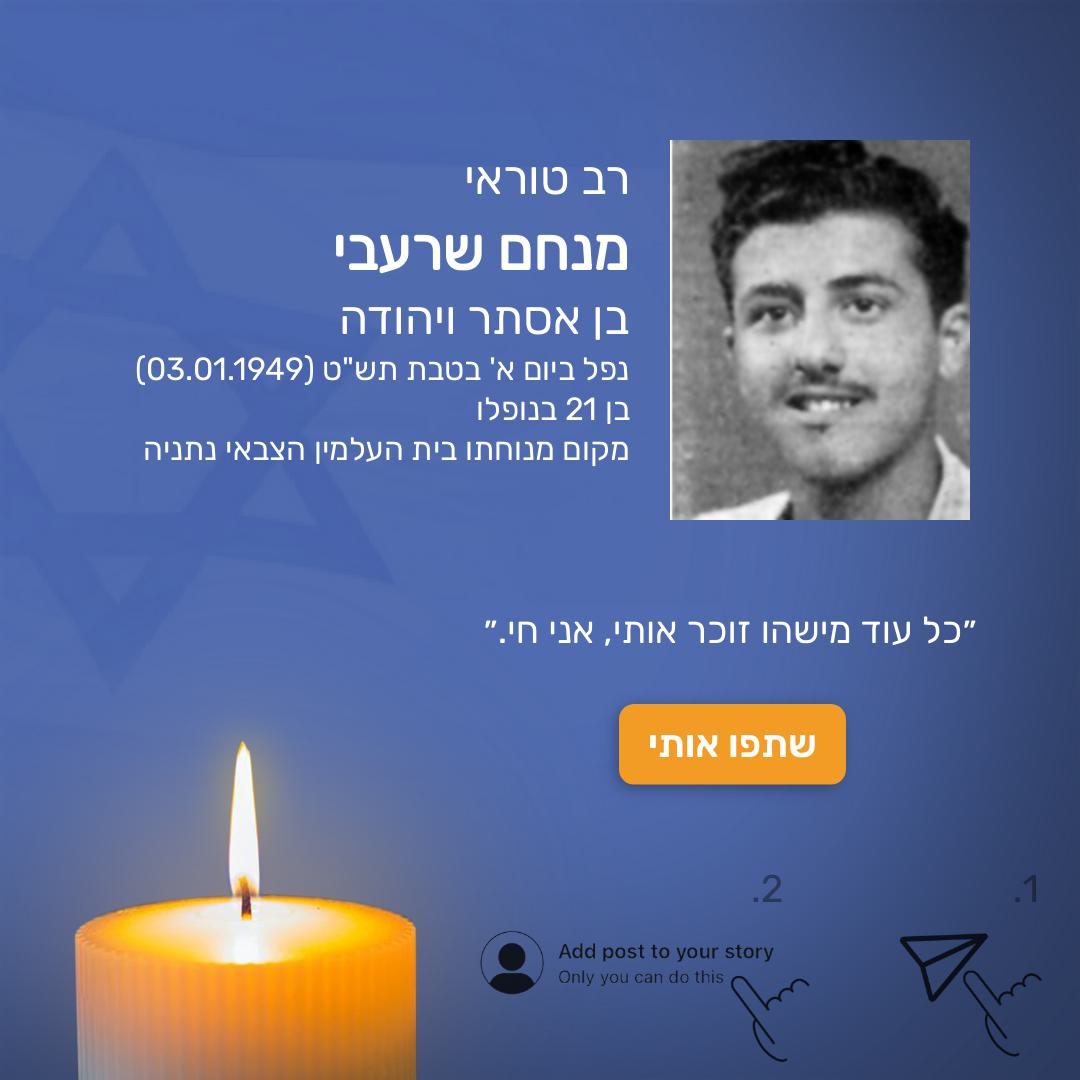 רב טוראי
מנחם שרעבי
בן אסתר ויהודה
נפל ביום א' בטבת תש"ט (03.01.1949)
בן 21 בנופלו
מקום מנוחתו בית העלמין הצבאי נתניה
״כל עוד מישהו זוכר אותי, אני חי.״
שתפו אותי
1.
2.
Add post to your story
Only you can do this